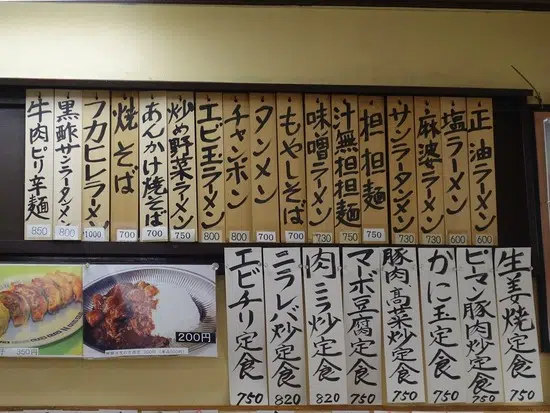 正油ラーメン 600
塩ラーメン 600
麻婆ラーメン 730
サンラータンメン 730
担担麺 750
汁無担担麺 750
味噌ラーメン 730
もやしそば 700
タンメン 700
チャンポン 800
エビ玉ラーメン 800
炒め野菜ラーメン 750
あんかけ焼そば 700
焼そば 700
フカヒレラーメン 1000
黒酢サンラータンメン 800
牛肉ピリ辛麺 850
生姜焼定食 750
ピーマン豚肉炒定食 750
かに玉定食 750
豚肉高菜炒定食 750
マーボ豆腐定食 750
肉ニラ炒定食 820
ニラレバ炒定食 820
エビチリ定食 750
200円
350円